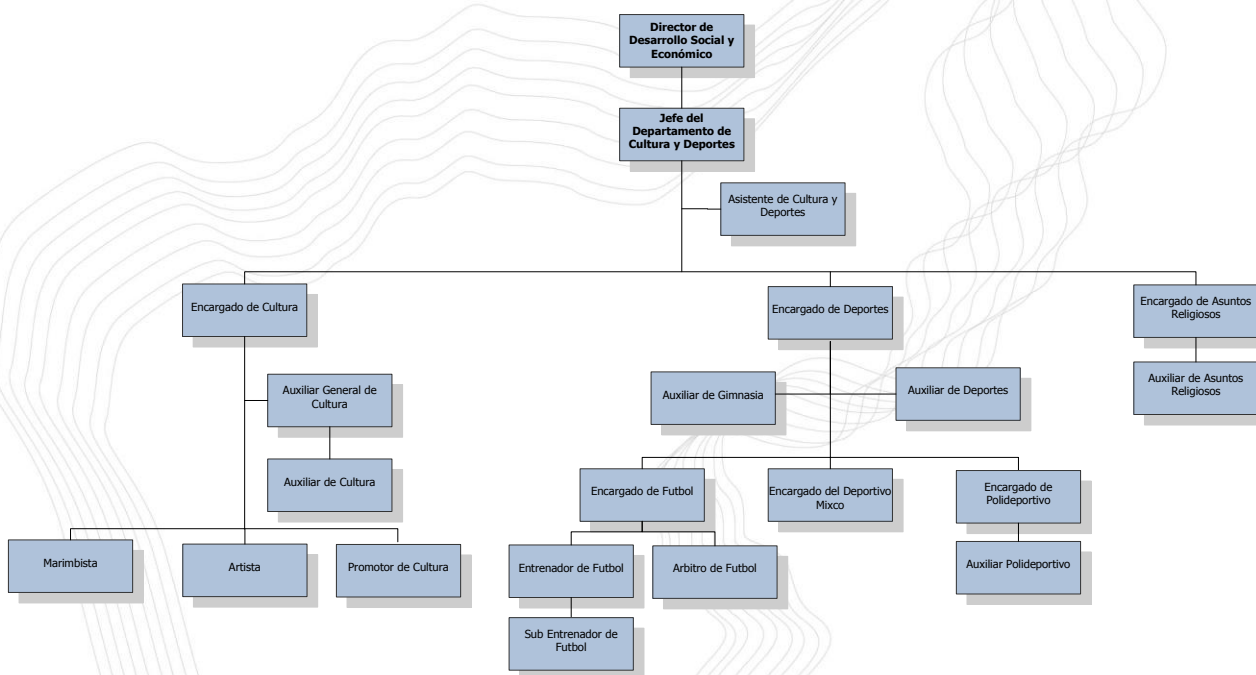 Director de
Desarrollo Social y
Económico
Jefe del
Departamento de
Cultura y Deportes
Asistente de Cultura y
Deportes
Encargado de Cultura
Encargado de Deportes
Encargado de Asuntos
Religiosos
Auxiliar General de
Cultura
Auxiliar de Gimnasia
Auxiliar de Deportes
Auxiliar de Asuntos
Religiosos
Auxiliar de Cultura
Encargado de Futbol
Encargado del Deportivo
Mixco
Encargado de
Polideportivo
Marimbista
Artista
Promotor de Cultura
Entrenador de Futbol
Arbitro de Futbol
Auxiliar Polideportivo
Sub Entrenador de
Futbol